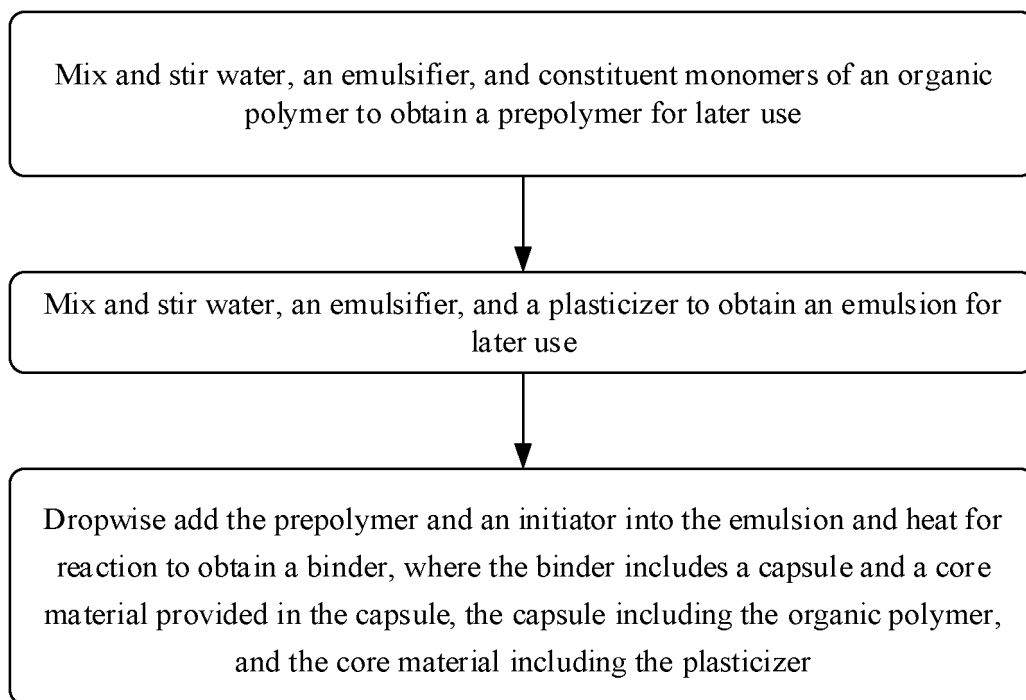 Mix and stir water, an emulsifier, and constituent monomers of an organic
polymer to obtain a prepolymer for later use
Mix and stir water, an emulsifier, and a plasticizer to obtain an emulsion for
later use
Dropwise add the prepolymer and an initiator into the emulsion and heat for
reaction to obtain a binder, where the binder includes a capsule and a core
material provided in the capsule, the capsule including the organic polymer,
and the core material including the plasticizer